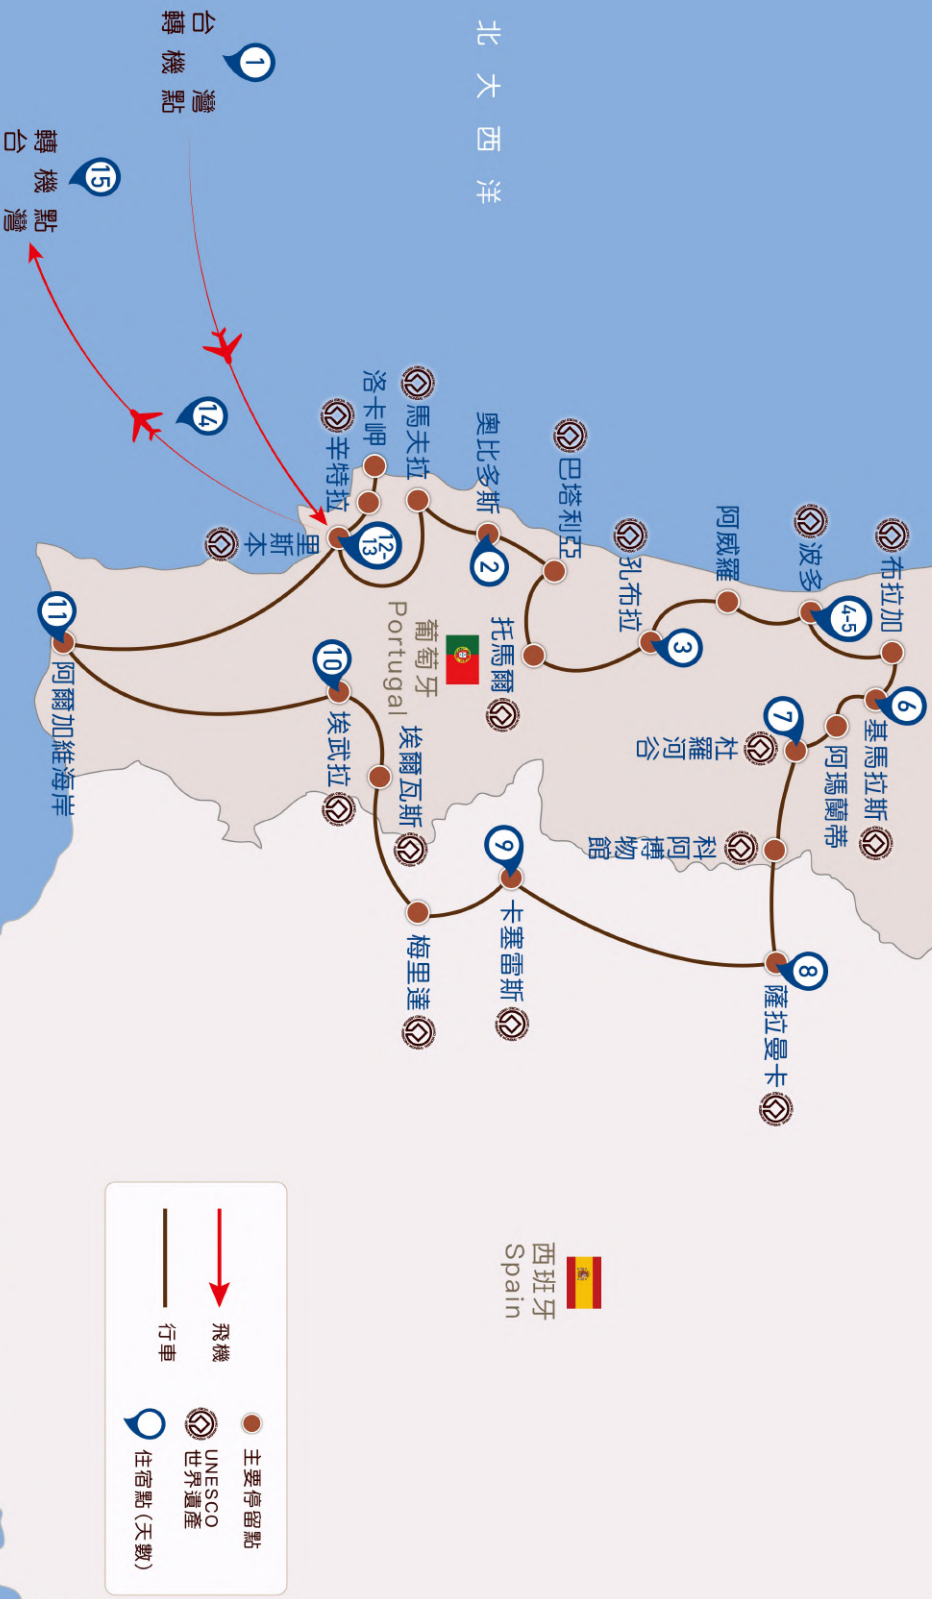 北大西洋
1
台灣
轉機點
15
轉機點
台灣
14
布拉加
波多
4-5
阿威羅
孔布拉
3
巴塔利亞
奧比多斯
2
馬夫拉
洛卡岬
辛特拉
里斯本
12-13
6
基馬拉斯
阿瑪蘭蒂
7
杜羅河谷
科阿博物館
8
薩拉曼卡
托馬爾
葡萄牙
Portugal
9
卡塞雷斯
梅里達
埃爾瓦斯
10
埃武拉
11
阿爾加維海岸
西班牙
Spain
飛機
行車
主要停留點
UNESCO
世界遺產
住宿點(天數)